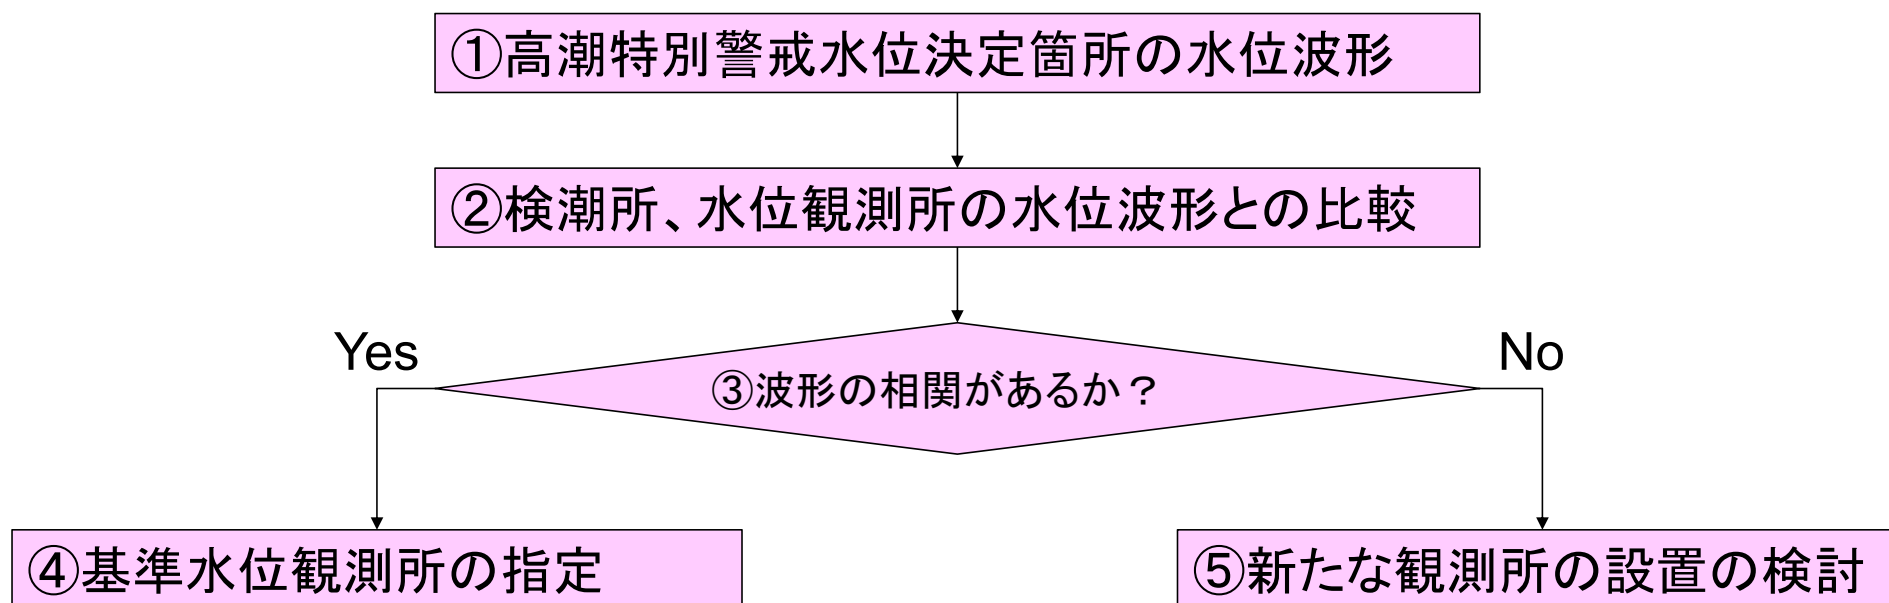 ①高潮特別警戒水位決定箇所の水位波形
②検潮所、水位観測所の水位波形との比較
Yes
No
③波形の相関があるか？
④基準水位観測所の指定
⑤新たな観測所の設置の検討